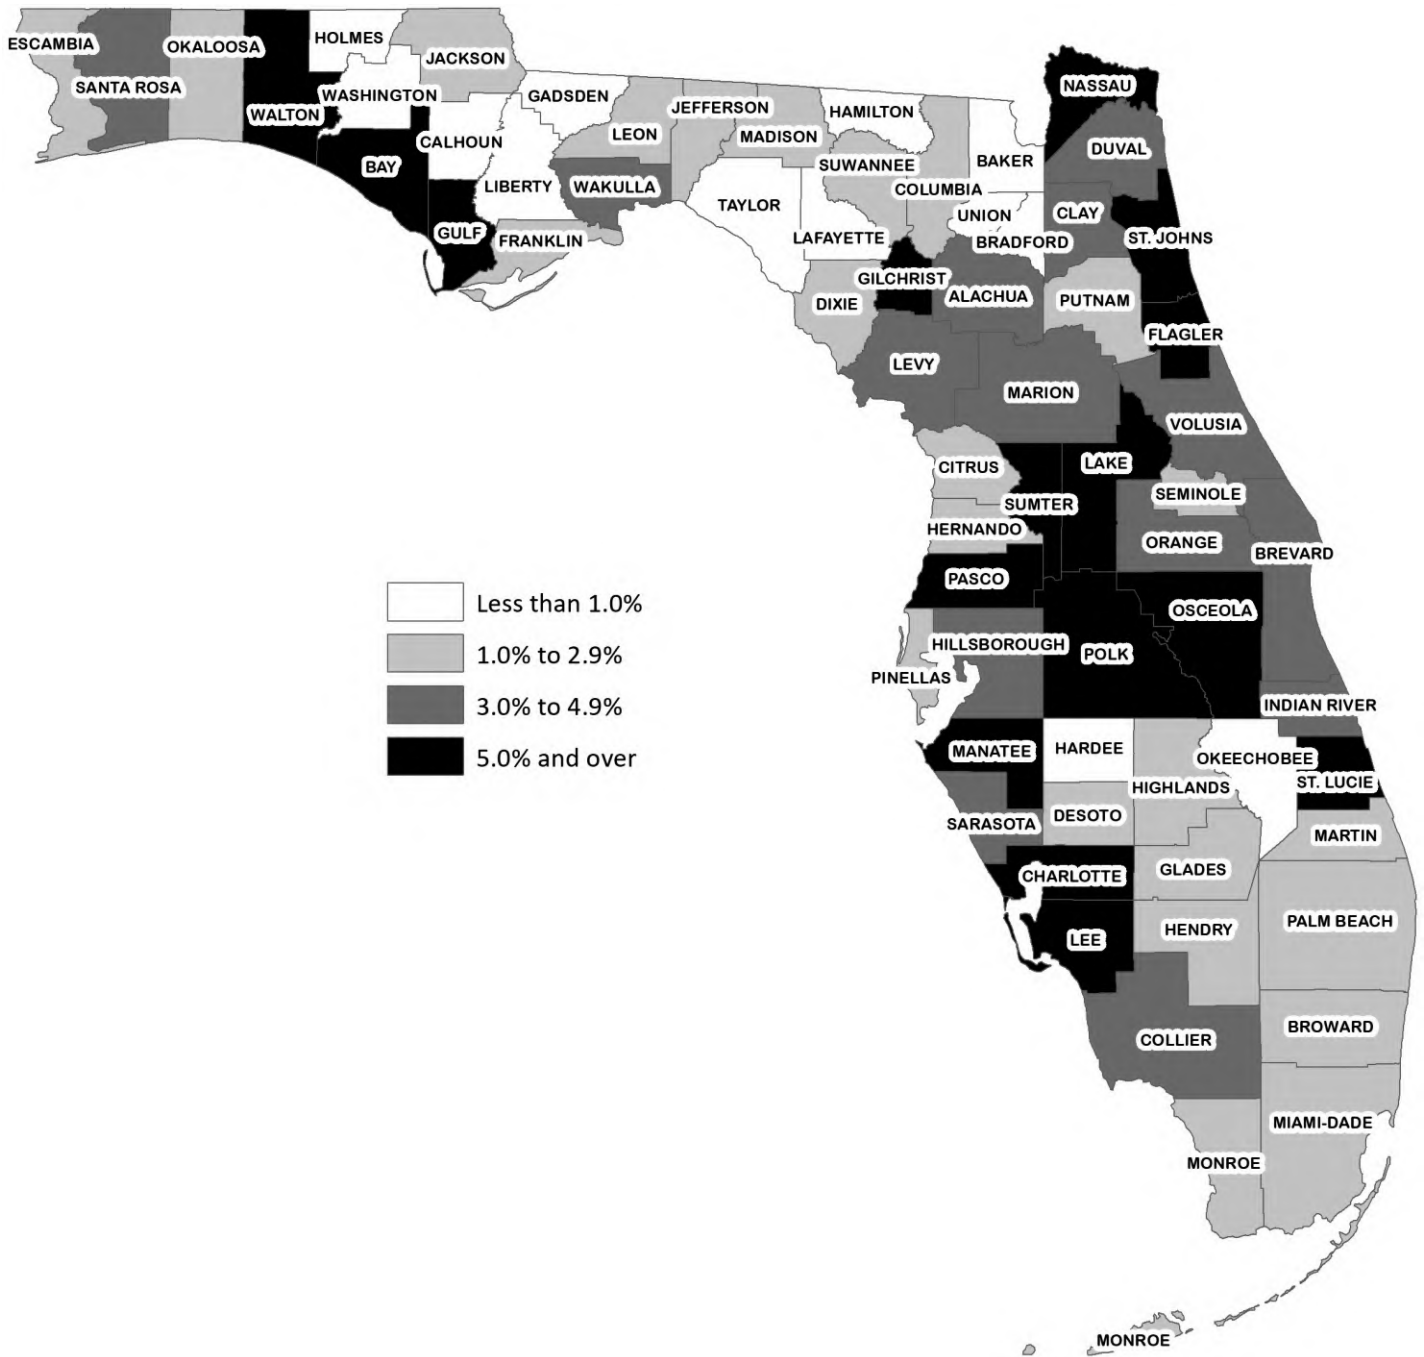 ESCAMBIA
SANTA ROSA
OKALOOSA
WALTON
HOLMES
WASHINGTON
JACKSON
BAY
CALHOUN
GULF
LIBERTY
GADSDEN
FRANKLIN
LEON
WAKULLA
JEFFERSON
MADISON
TAYLOR
HAMILTON
SUWANNEE
LAFAYETTE
DIXIE
COLUMBIA
GILCHRIST
BAKER
UNION
BRADFORD
ALACHUA
NASSAU
DUVAL
CLAY
ST. JOHNS
PUTNAM
FLAGLER
LEVY
MARION
VOLUSIA
CITRUS
SUMTER
LAKE
SEMINOLE
HERNANDO
ORANGE
BREVARD
PASCO
OSCEOLA
HILLSBOROUGH
POLK
PINELLAS
INDIAN RIVER
MANATEE
HARDEE
OKEECHOBEE
HIGHLANDS
ST. LUCIE
SARASOTA
DESOTO
MARTIN
CHARLOTTE
GLADES
LEE
HENDRY
PALM BEACH
COLLIER
BROWARD
MIAMI-DADE
MONROE
MONROE
Less than 1.0%
1.0% to 2.9%
3.0% to 4.9%
5.0% and over